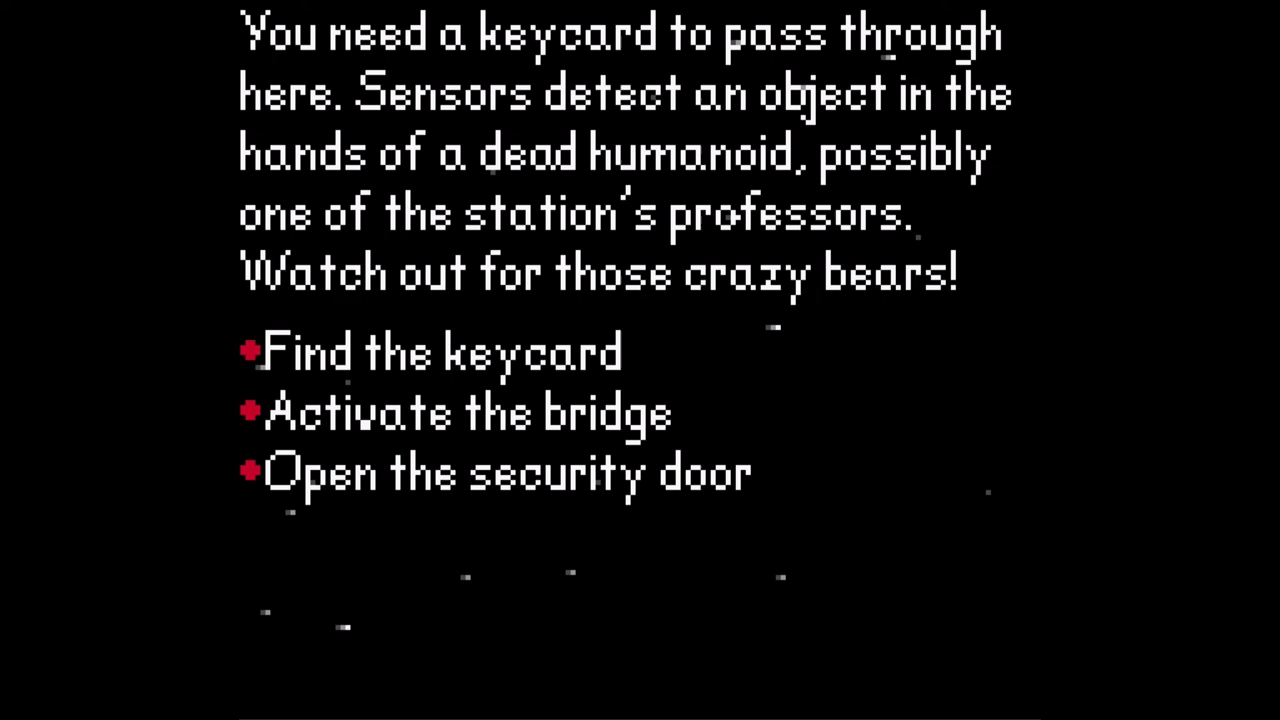 You need a keycard to pass through
here. Sensors detect an object in the
hands of a dead humanoid, possibly
one of the station's professors.
Watch out for those crazy bears!
•Find the keycard
•Activate the bridge
•Open the security door